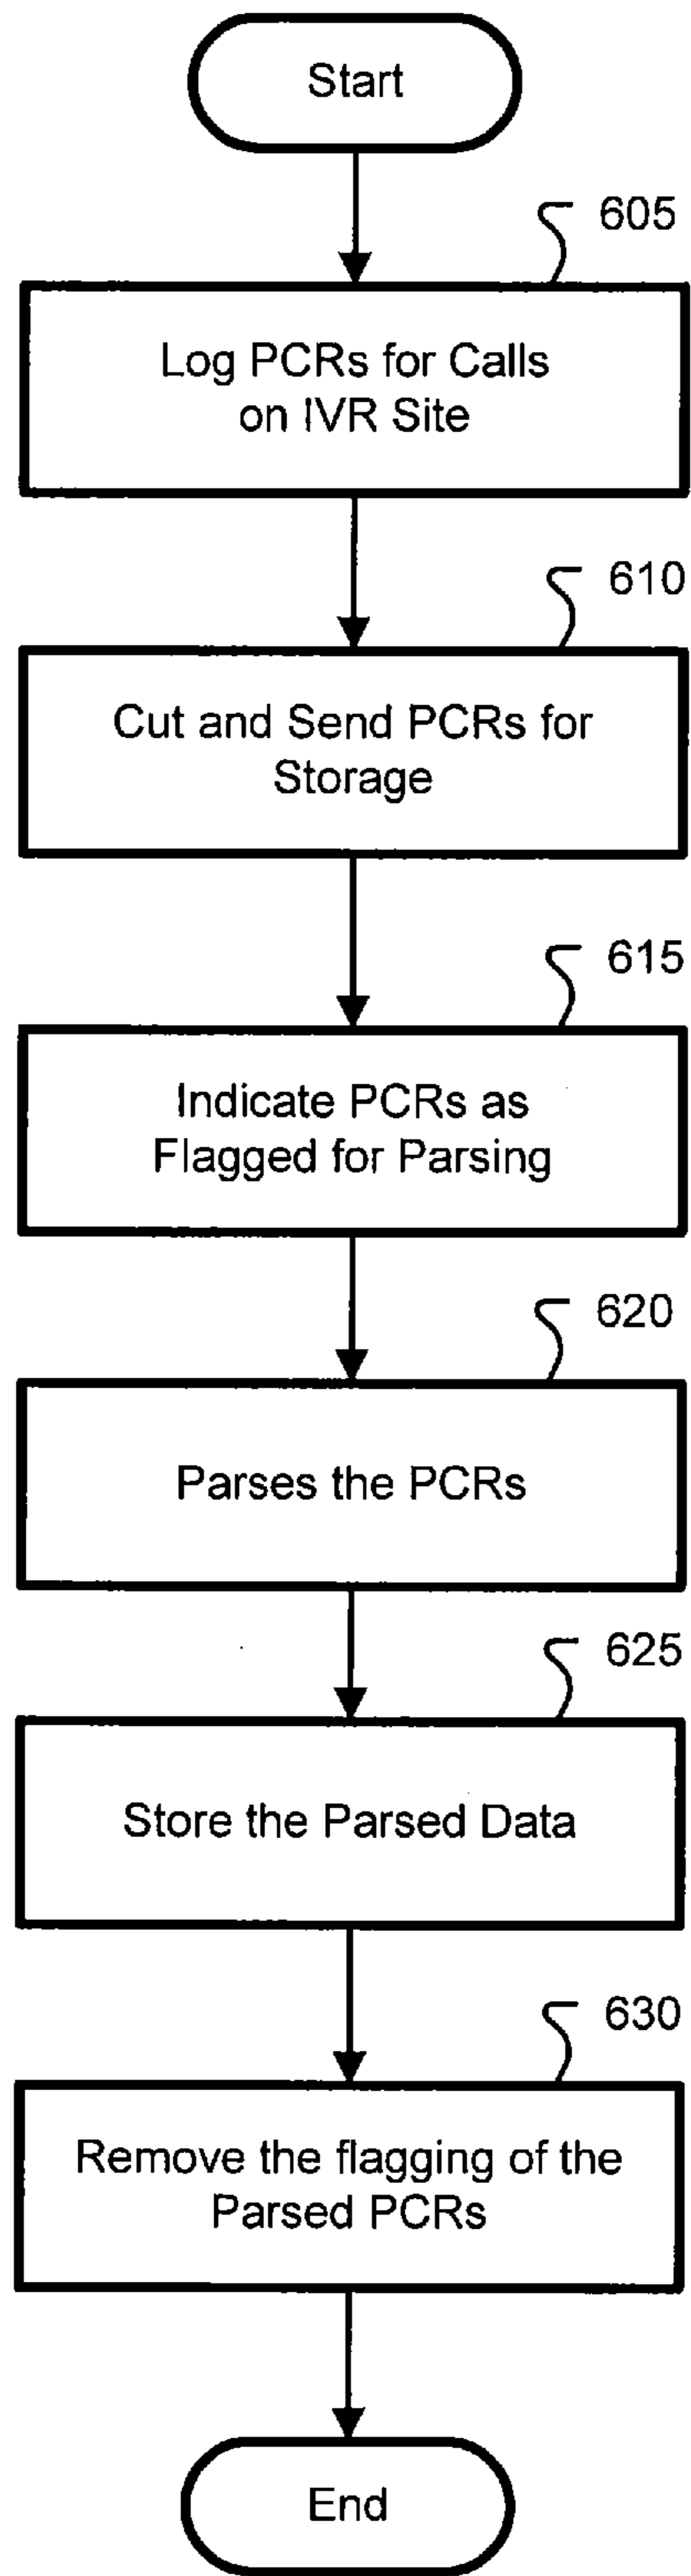 Start
605
Log PCRs for Calls
on IVR Site
610
Cut and Send PCRs for
Storage
615
Indicate PCRs as
Flagged for Parsing
620
Parses the PCRs
625
Store the Parsed Data
630
Remove the flagging of the
Parsed PCRs
End